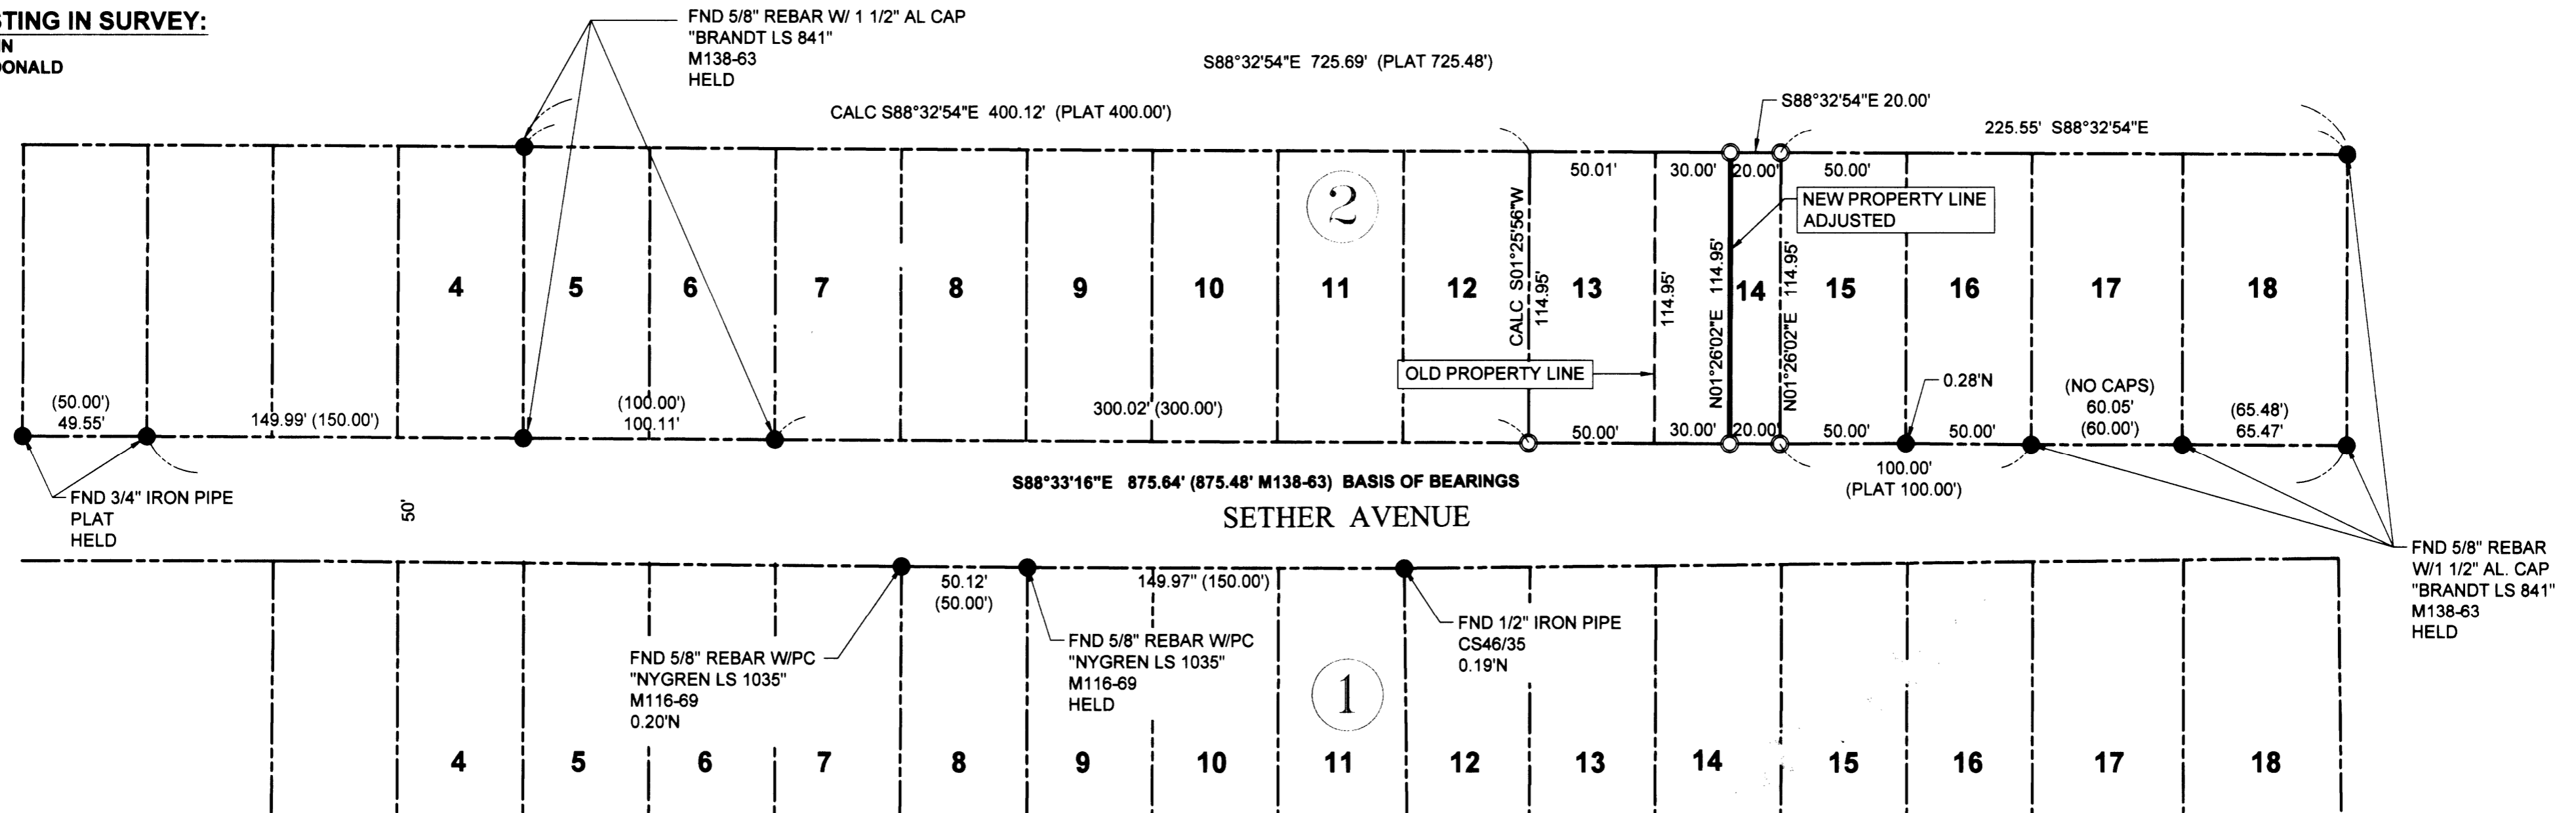 STING IN SURVEY:
IN
DONALD
FND 5/8" REBAR W/ 1 1/2" AL CAP
"BRANDT LS 841"
M138-63
HELD
S88°32'54"E 725.69' (PLAT 725.48')
CALC S88°32'54"E 400.12' (PLAT 400.00')
S88°32'54"E 20.00'
225.55' S88°32'54"E
50.01'
30.00'
20.00'
50.00'
2
NEW PROPERTY LINE
ADJUSTED
CALC S01°25'56"W
114.95'
114.95'
N01°26'02"E 114.95'
N01°26'02"E 114.95'
4
5
6
7
8
9
10
11
12
13
14
15
16
17
18
OLD PROPERTY LINE
0.28'N
(50.00')
49.55'
149.99' (150.00')
(100.00')
100.11'
300.02' (300.00')
50.00'
30.00'
20.00'
50.00'
50.00'
(NO CAPS)
60.05'
(60.00')
(65.48')
65.47'
100.00'
(PLAT 100.00')
FND 3/4" IRON PIPE
PLAT
HELD
50'
S88°33'16"E 875.64' (875.48' M138-63) BASIS OF BEARINGS
SETHER AVENUE
FND 5/8" REBAR
W/1 1/2" AL. CAP
"BRANDT LS 841"
M138-63
HELD
50.12'
(50.00')
149.97" (150.00')
FND 5/8" REBAR W/PC
"NYGREN LS 1035"
M116-69
0.20'N
FND 5/8" REBAR W/PC
"NYGREN LS 1035"
M116-69
HELD
FND 1/2" IRON PIPE
CS46/35
0.19'N
1
4
5
6
7
8
9
10
11
12
13
14
15
16
17
18